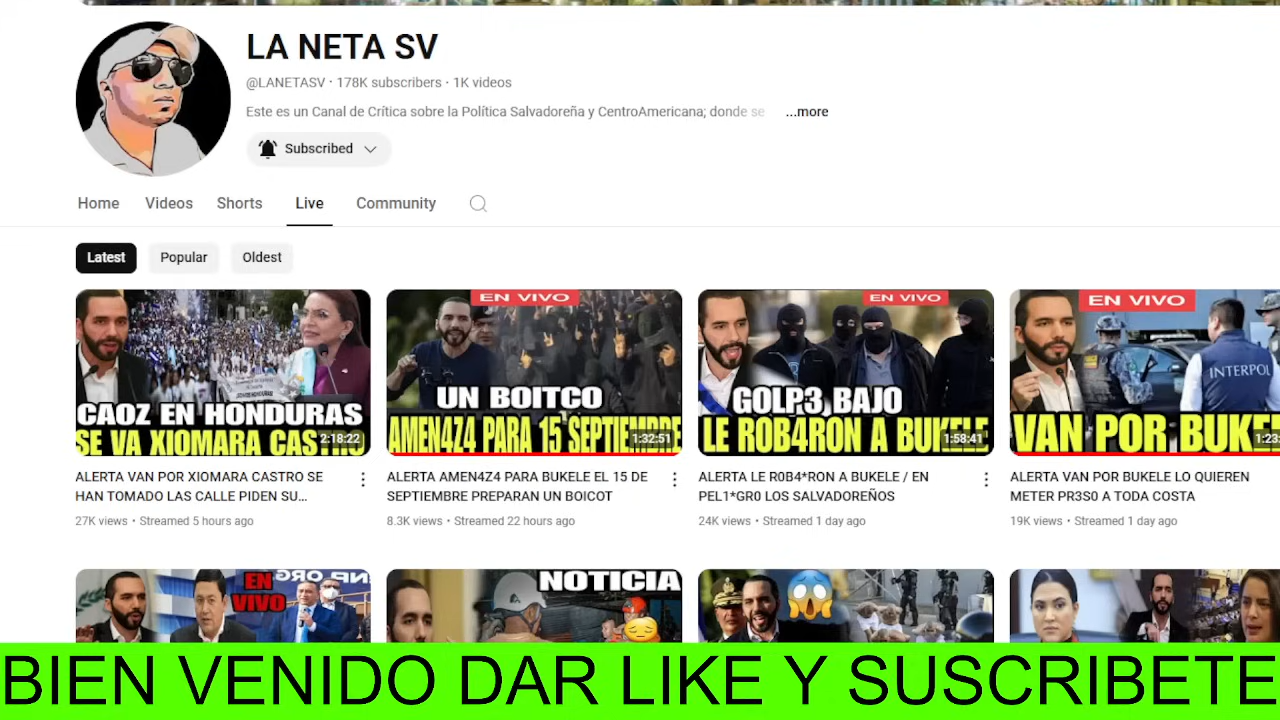 LA NETA SV
@LANETASV · 178K subscribers · 1K videos
Este es un Canal de Crítica sobre la Política Salvadoreña y CentroAmericana; donde se ...more
Subscribed
Home Videos Shorts Live Community
Latest Popular Oldest
CAOZ EN HONDURAS
SE VA XIOMARA CASTRO
2:18:22
EN VIVO
UN BOITCO
AMEN4Z4 PARA 15 SEPTIEMBRE
1:32:51
EN VIVO
GOLP3 BAJO
LE ROB4RON A BUKELE
1:58:41
EN VIVO
INTERPOL
VAN POR BUKE
1:23:
ALERTA VAN POR XIOMARA CASTRO SE
HAN TOMADO LAS CALLE PIDEN SU...
27K views · Streamed 5 hours ago
ALERTA AMEN4Z4 PARA BUKELE EL 15 DE
SEPTIEMBRE PREPARAN UN BOICOT
8.3K views · Streamed 22 hours ago
ALERTA LE R0B4*RON A BUKELE / EN
PEL1*GR0 LOS SALVADOREÑOS
24K views · Streamed 1 day ago
ALERTA VAN POR BUKELE LO QUIEREN
METER PR3S0 A TODA COSTA
19K views · Streamed 1 day ago
EN
VIVO
NOTICIA
BIEN VENIDO DAR LIKE Y SUSCRIBETE